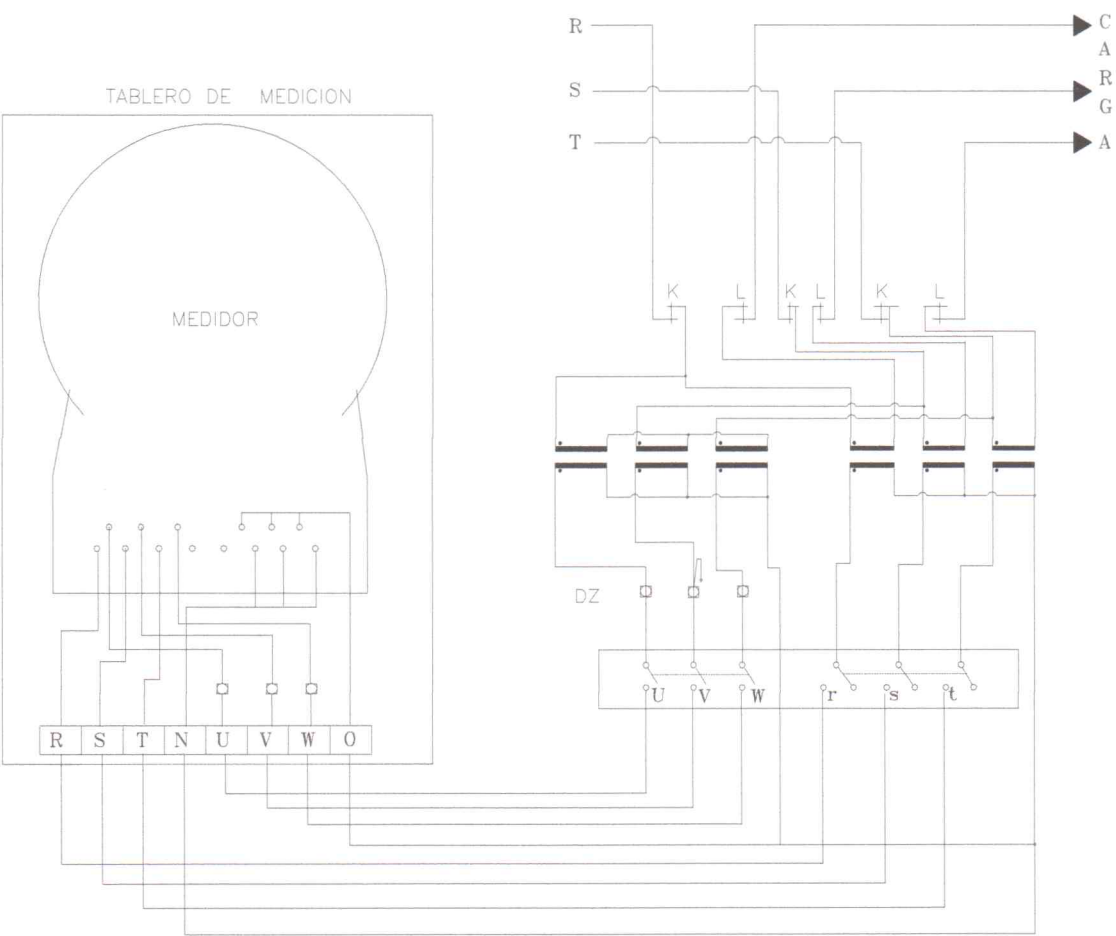 TABLERO DE MEDICION
MEDIDOR
R
S
T
C
A
R
G
A
K L K L K L
DZ
U V W r s t
R S T N U V W O